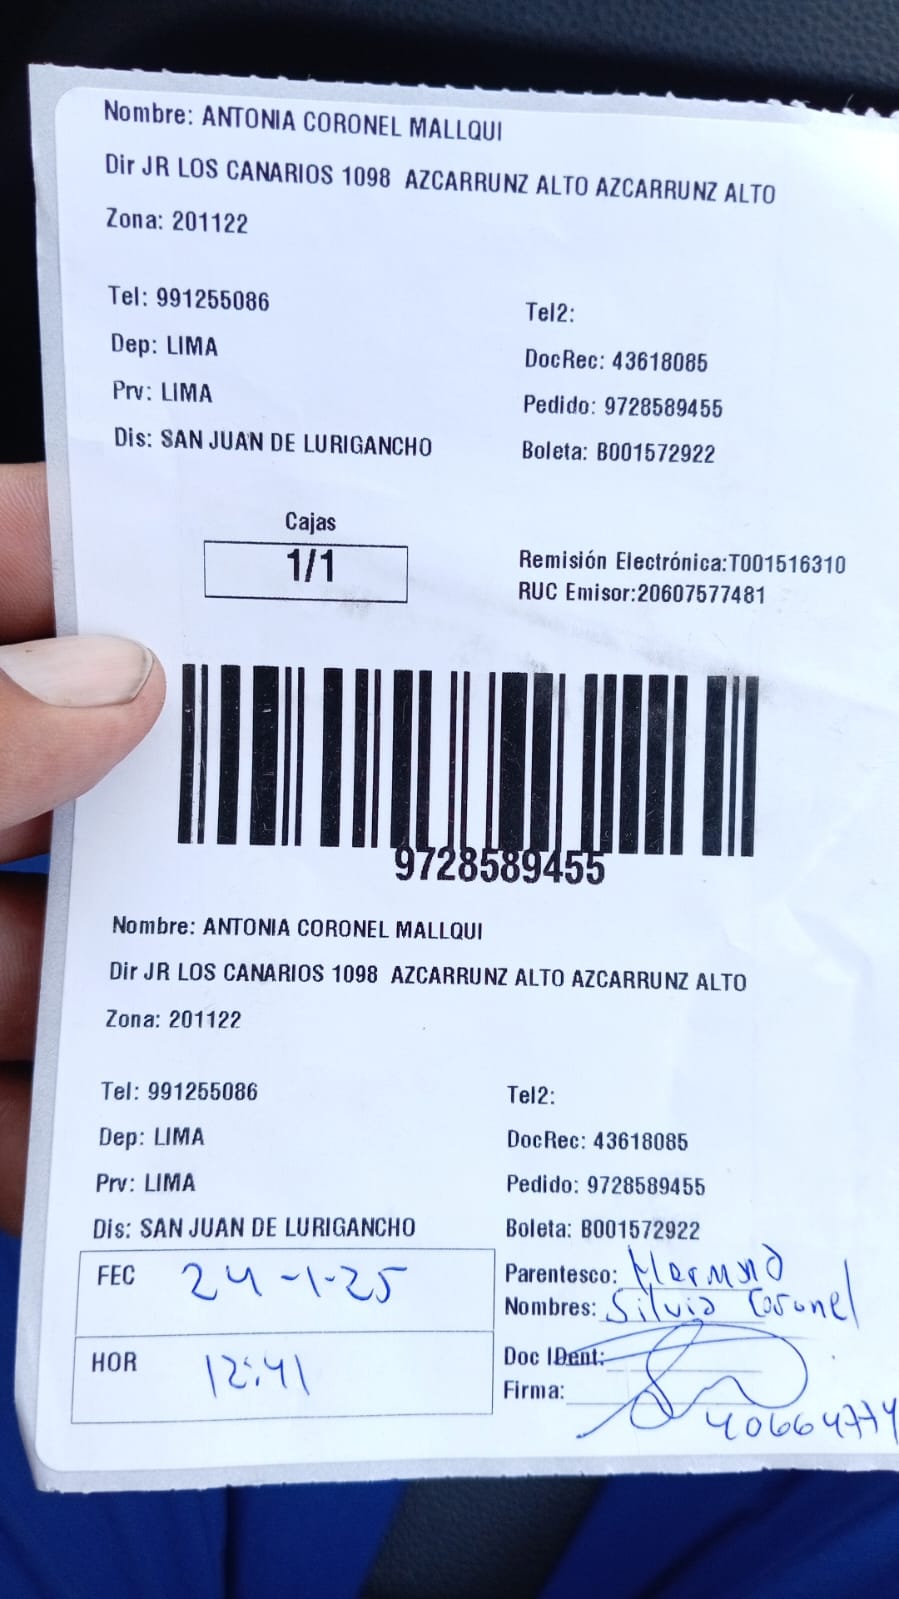 Nombre: ANTONIA CORONEL MALLQUI
Dir JR LOS CANARIOS 1098 AZCARRUNZ ALTO AZCARRUNZ ALTO
Zona: 201122
Tel: 991255086
Tel2:
Dep: LIMA
DocRec: 43618085
Prv: LIMA
Pedido: 9728589455
Dis: SAN JUAN DE LURIGANCHO
Boleta: B001572922
Cajas
1/1
Remisión Electrónica:T001516310
RUC Emisor:20607577481
9728589455
Nombre: ANTONIA CORONEL MALLQUI
Dir JR LOS CANARIOS 1098 AZCARRUNZ ALTO AZCARRUNZ ALTO
Zona: 201122
Tel: 991255086
Tel2:
Dep: LIMA
DocRec: 43618085
Prv: LIMA
Pedido: 9728589455
Dis: SAN JUAN DE LURIGANCHO
Boleta: B001572922
FEC 24-1-25
Parentesco: Hermana
Nombres: Silvia Coronel
HOR 12:41
Doc IDent:
Firma:
40664774